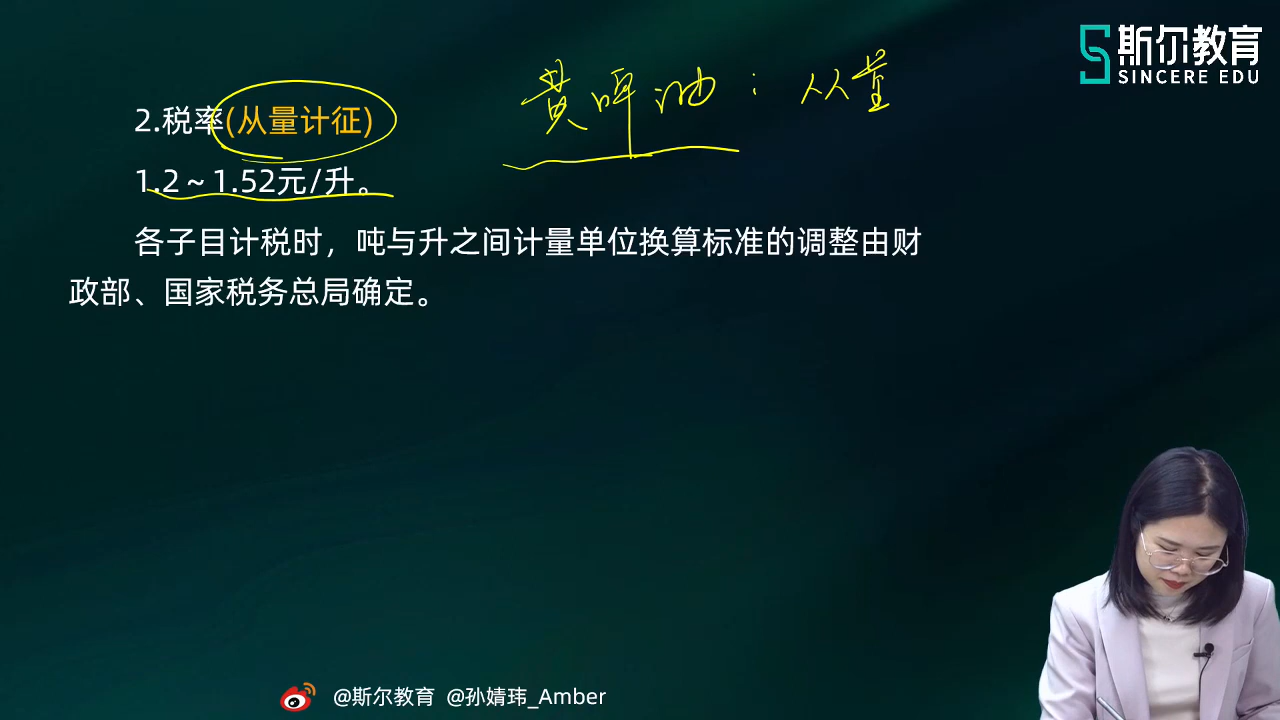 斯尔教育
SINCERE EDU
黄啤油：从量
2.税率(从量计征)
1.2～1.52元/升。
各子目计税时，吨与升之间计量单位换算标准的调整由财
政部、国家税务总局确定。
@斯尔教育 @孙婧玮_Amber